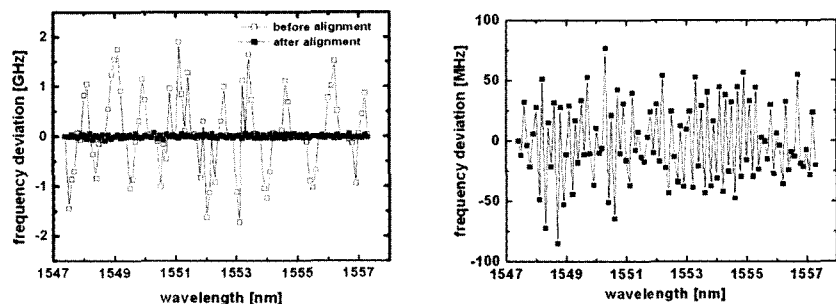 before alignment
after alignment
frequency deviation [GHz]
2
1
0
-1
-2
1547 1549 1551 1553 1555 1557
wavelength [nm]
frequency deviation [MHz]
100
50
0
-50
-100
1547 1549 1551 1553 1555 1557
wavelength [nm]